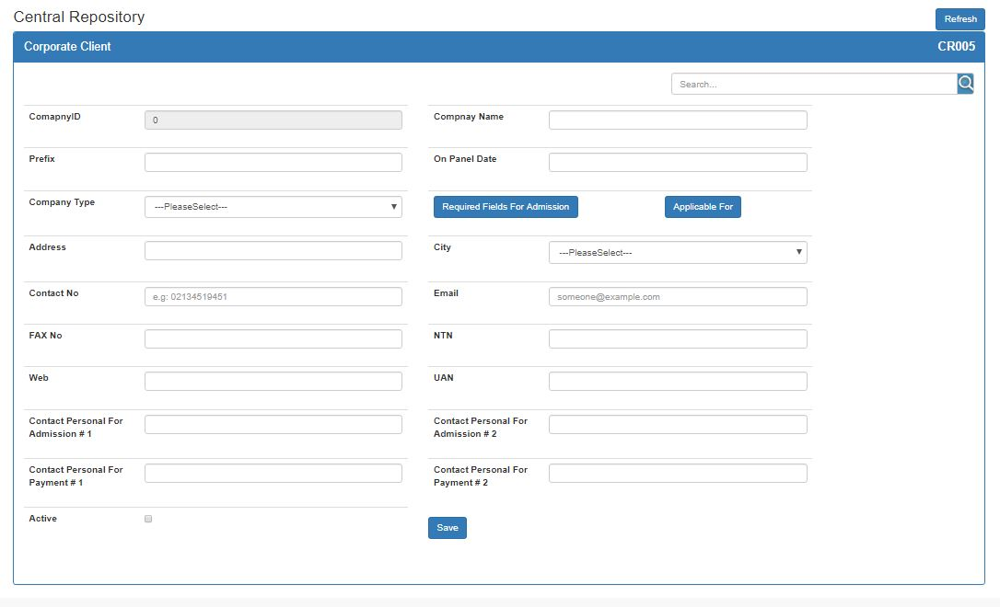 Central Repository
Refresh
Corporate Client
CR005
Search...
ComapnyID
0
Compnay Name
Prefix
On Panel Date
Company Type
---PleaseSelect---
Required Fields For Admission
Applicable For
Address
City
---PleaseSelect---
Contact No
e.g: 02134519451
Email
someone@example.com
FAX No
NTN
Web
UAN
Contact Personal For
Admission # 1
Contact Personal For
Admission # 2
Contact Personal For
Payment # 1
Contact Personal For
Payment # 2
Active
Save